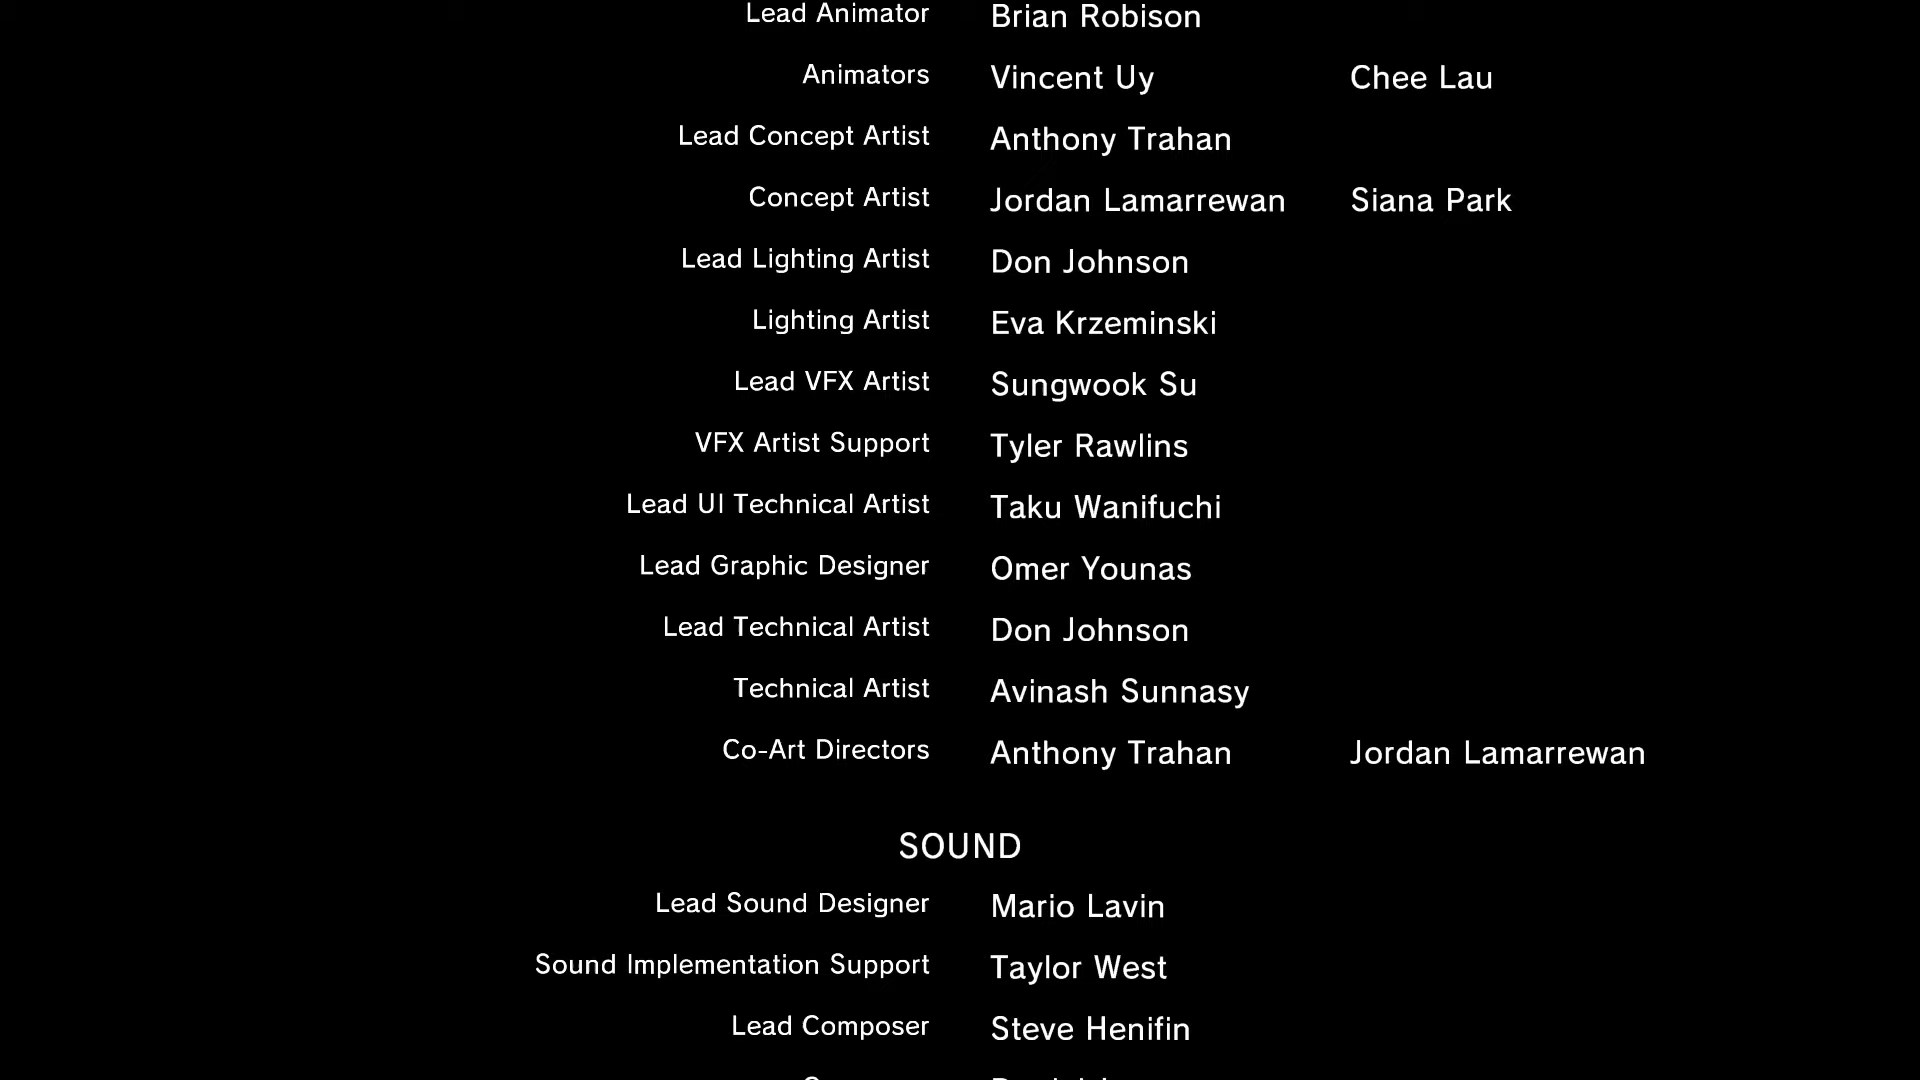 Lead Animator Brian Robison
Animators Vincent Uy Chee Lau
Lead Concept Artist Anthony Trahan
Concept Artist Jordan Lamarrewan Siana Park
Lead Lighting Artist Don Johnson
Lighting Artist Eva Krzeminski
Lead VFX Artist Sungwook Su
VFX Artist Support Tyler Rawlins
Lead UI Technical Artist Taku Wanifuchi
Lead Graphic Designer Omer Younas
Lead Technical Artist Don Johnson
Technical Artist Avinash Sunnasy
Co-Art Directors Anthony Trahan Jordan Lamarrewan
SOUND
Lead Sound Designer Mario Lavin
Sound Implementation Support Taylor West
Lead Composer Steve Henifin